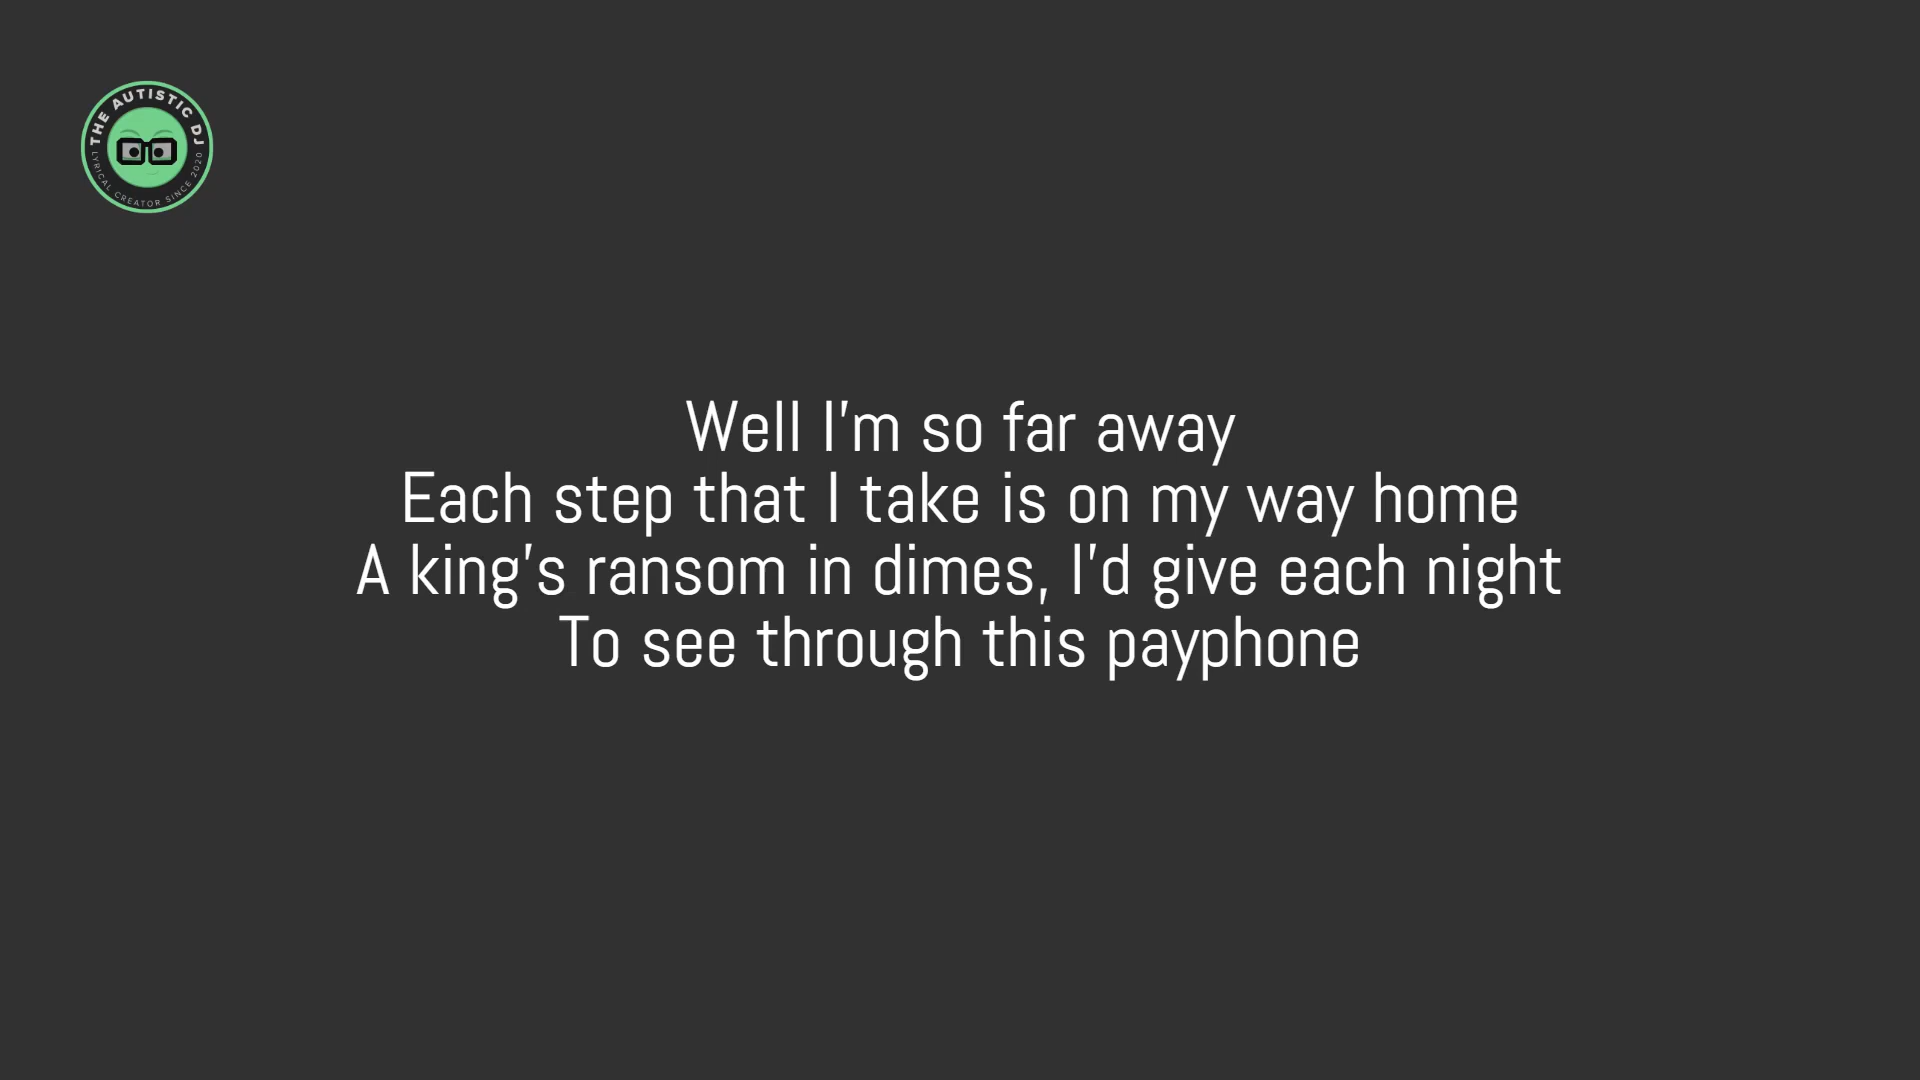 THE AUTISTIC DJ
LYRICAL CREATOR SINCE 2020
Well I'm so far away
Each step that I take is on my way home
A king's ransom in dimes, I'd give each night
To see through this payphone